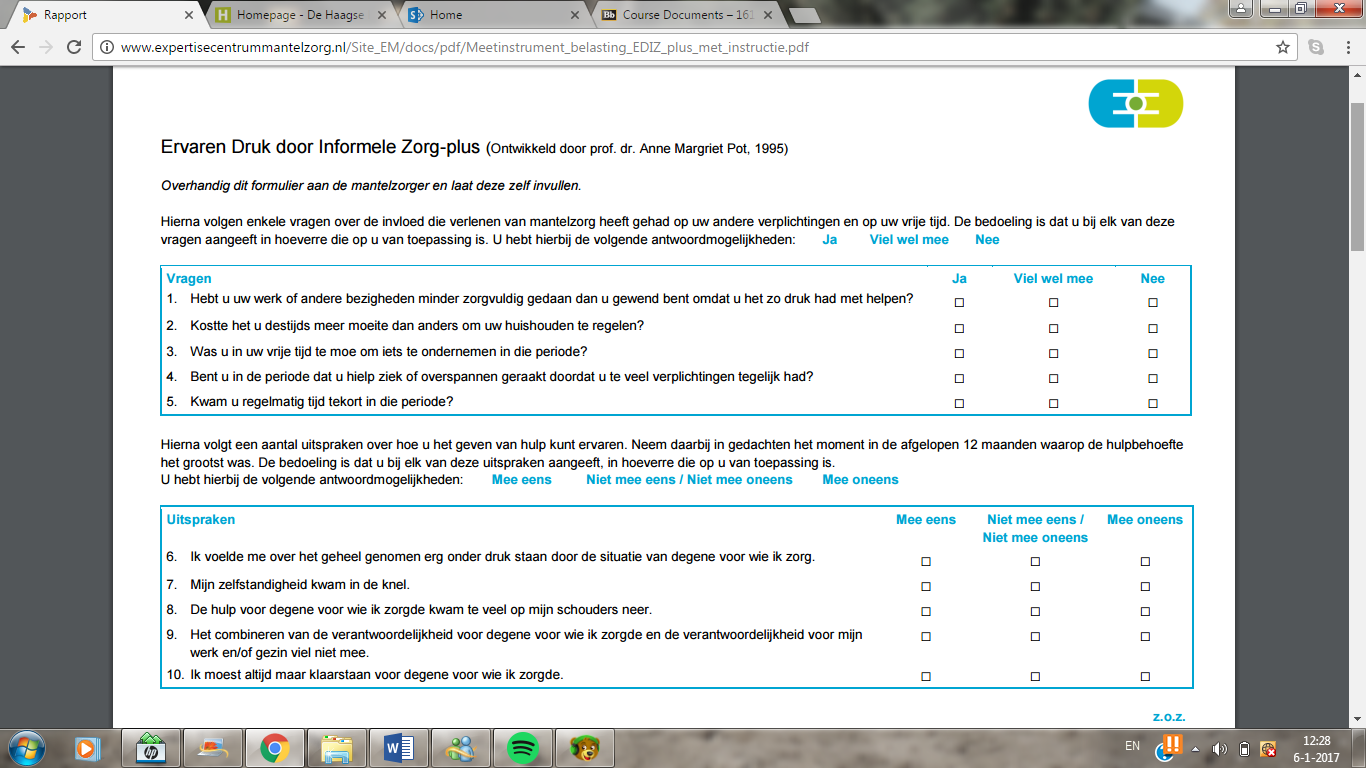 Rapport
Homepage - De Haagse
Home
Course Documents – 161
www.expertisecentrummantelzorg.nl/Site_EM/docs/pdf/Meetinstrument_belasting_EDIZ_plus_met_instructie.pdf
Ervaren Druk door Informele Zorg-plus (Ontwikkeld door prof. dr. Anne Margriet Pot, 1995)
Overhandig dit formulier aan de mantelzorger en laat deze zelf invullen.
Hierna volgen enkele vragen over de invloed die verlenen van mantelzorg heeft gehad op uw andere verplichtingen en op uw vrije tijd. De bedoeling is dat u bij elk van deze
vragen aangeeft in hoeverre die op u van toepassing is. U hebt hierbij de volgende antwoordmogelijkheden: Ja Viel wel mee Nee
Vragen Ja Viel wel mee Nee
1. Hebt u uw werk of andere bezigheden minder zorgvuldig gedaan dan u gewend bent omdat u het zo druk had met helpen?
2. Kostte het u destijds meer moeite dan anders om uw huishouden te regelen?
3. Was u in uw vrije tijd te moe om iets te ondernemen in die periode?
4. Bent u in de periode dat u hielp ziek of overspannen geraakt doordat u te veel verplichtingen tegelijk had?
5. Kwam u regelmatig tijd tekort in die periode?
Hierna volgt een aantal uitspraken over hoe u het geven van hulp kunt ervaren. Neem daarbij in gedachten het moment in de afgelopen 12 maanden waarop de hulpbehoefte
het grootst was. De bedoeling is dat u bij elk van deze uitspraken aangeeft, in hoeverre die op u van toepassing is.
U hebt hierbij de volgende antwoordmogelijkheden: Mee eens Niet mee eens / Niet mee oneens Mee oneens
Uitspraken Mee eens Niet mee eens / Mee oneens
Niet mee oneens
6. Ik voelde me over het geheel genomen erg onder druk staan door de situatie van degene voor wie ik zorg.
7. Mijn zelfstandigheid kwam in de knel.
8. De hulp voor degene voor wie ik zorgde kwam te veel op mijn schouders neer.
9. Het combineren van de verantwoordelijkheid voor degene voor wie ik zorgde en de verantwoordelijkheid voor mijn
werk en/of gezin viel niet mee.
10. Ik moest altijd maar klaarstaan voor degene voor wie ik zorgde.
z.o.z.
EN
12:28
6-1-2017